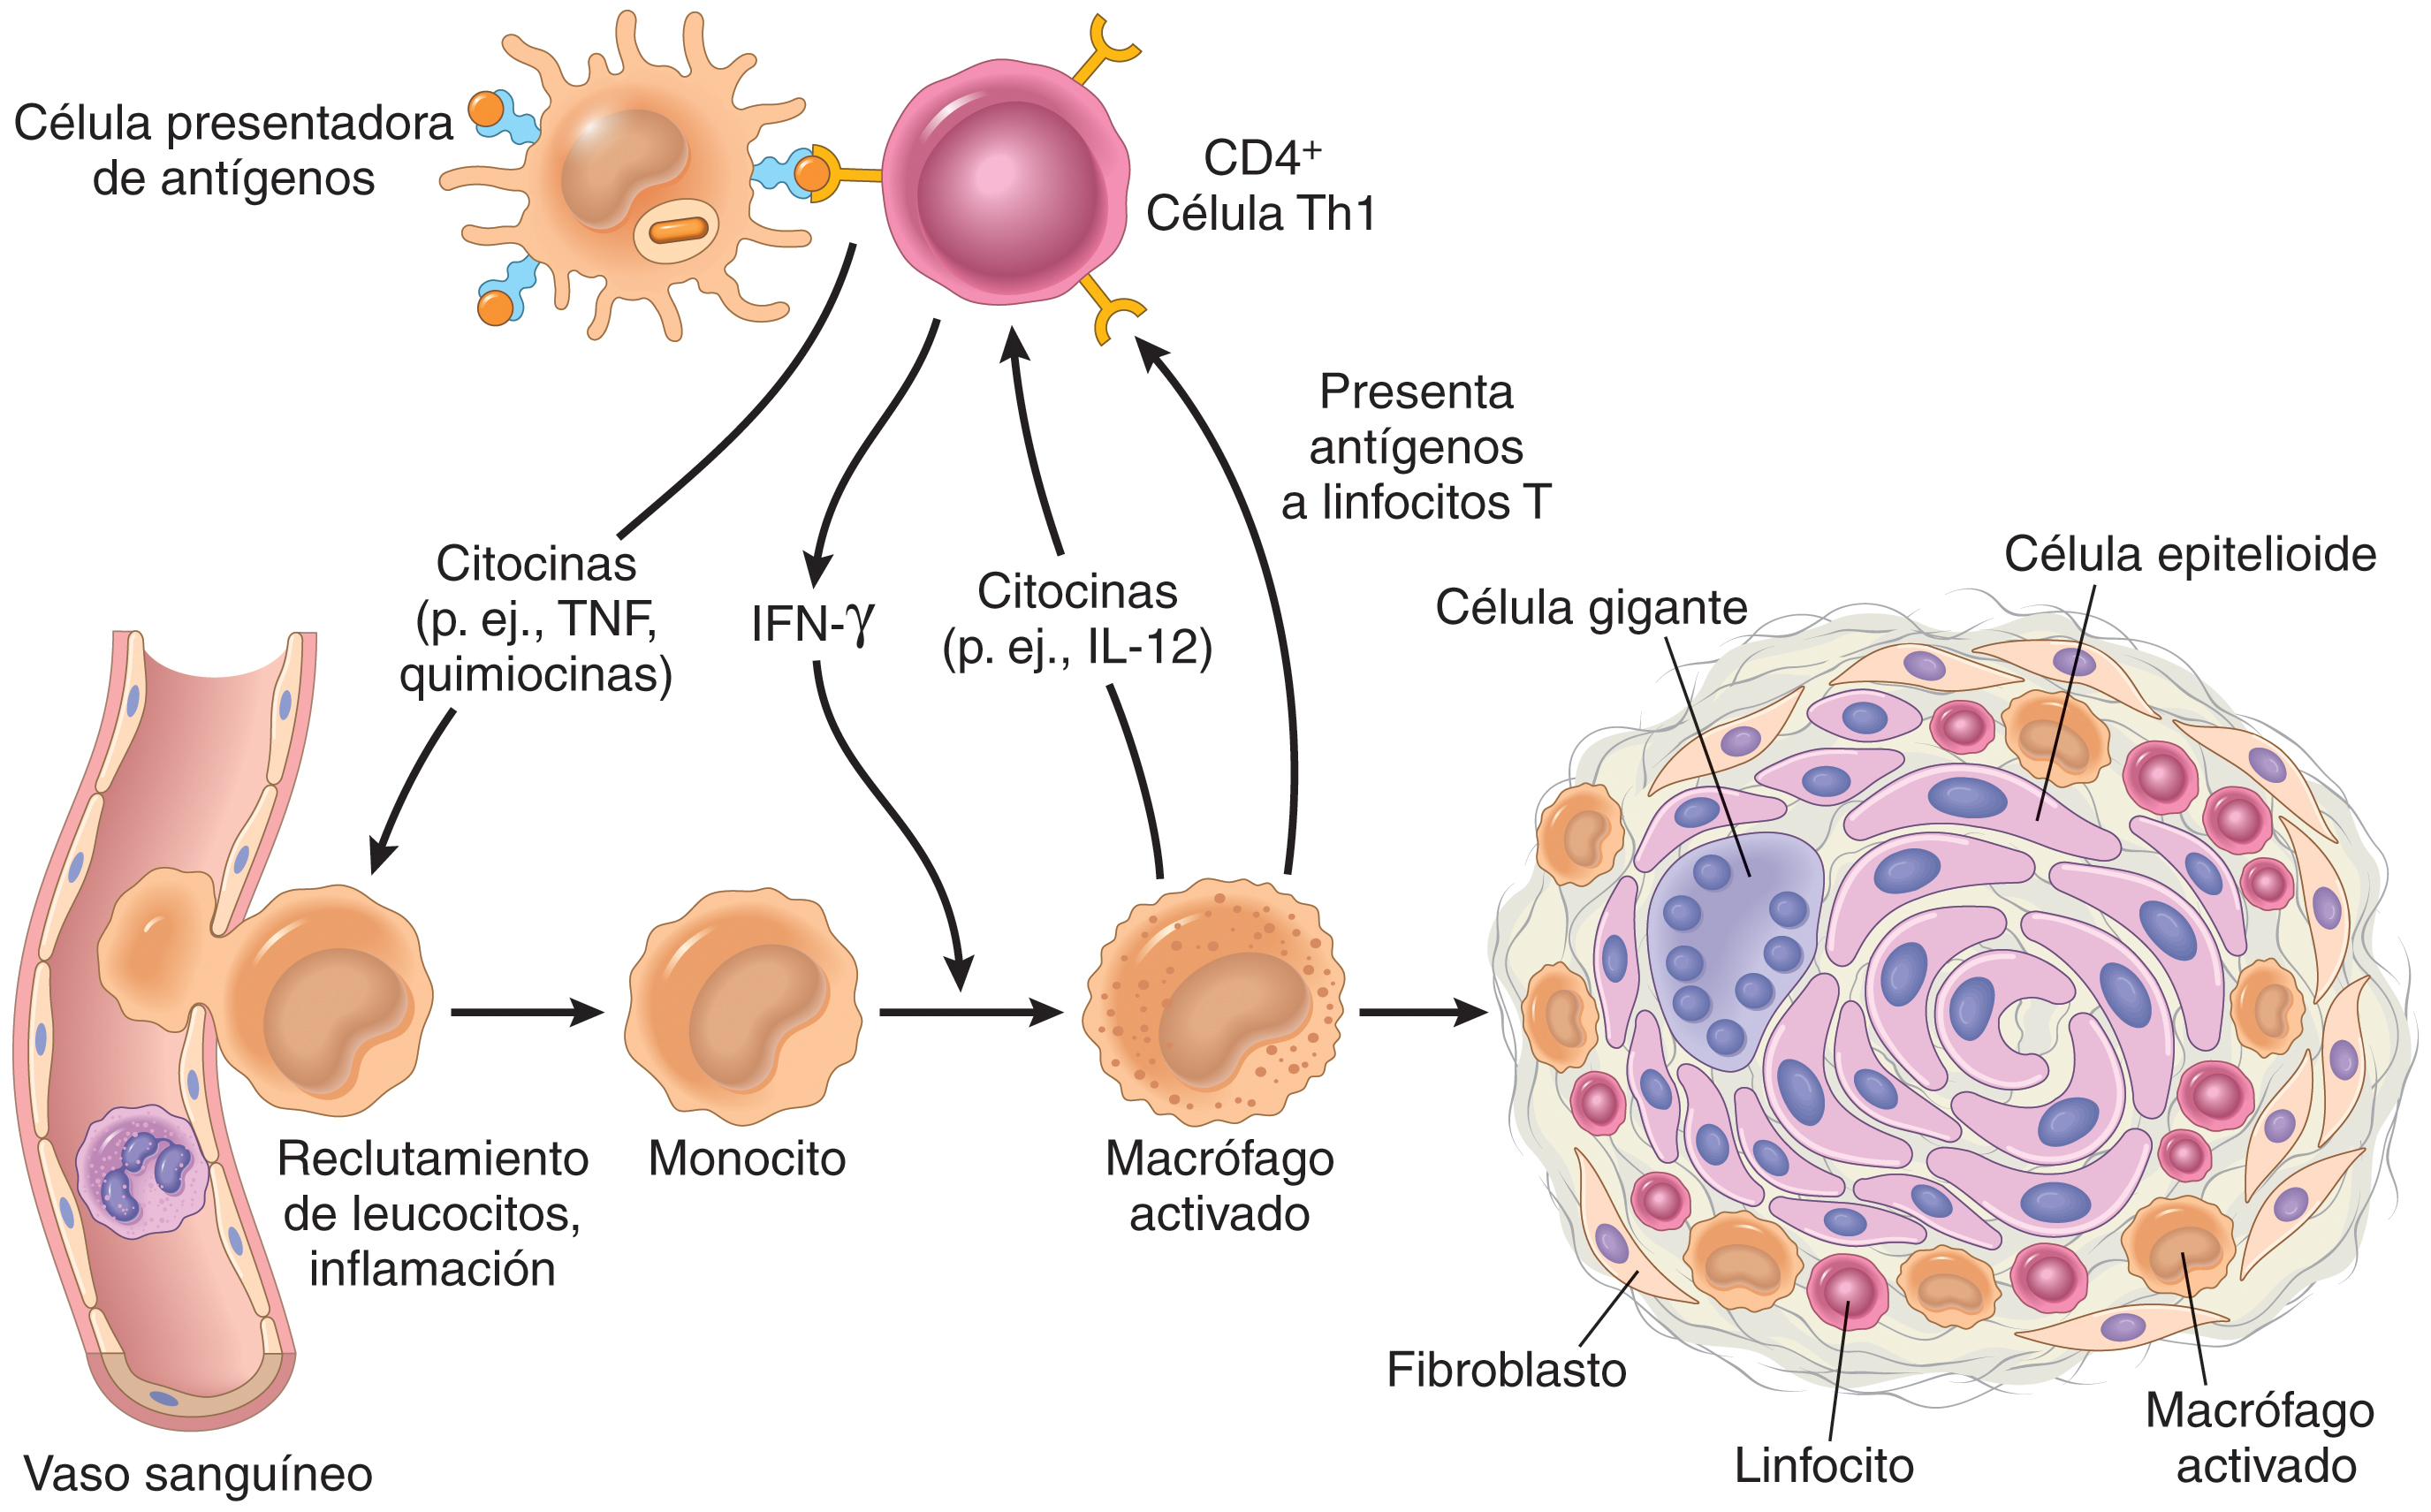 Célula presentadora
de antígenos
CD4+
Célula Th1
Presenta
antígenos
a linfocitos T
Citocinas
(p. ej., TNF,
quimiocinas)
IFN-γ
Citocinas
(p. ej., IL-12)
Célula gigante
Célula epitelioide
Reclutamiento
de leucocitos,
inflamación
Monocito
Macrófago
activado
Fibroblasto
Linfocito
Macrófago
activado
Vaso sanguíneo